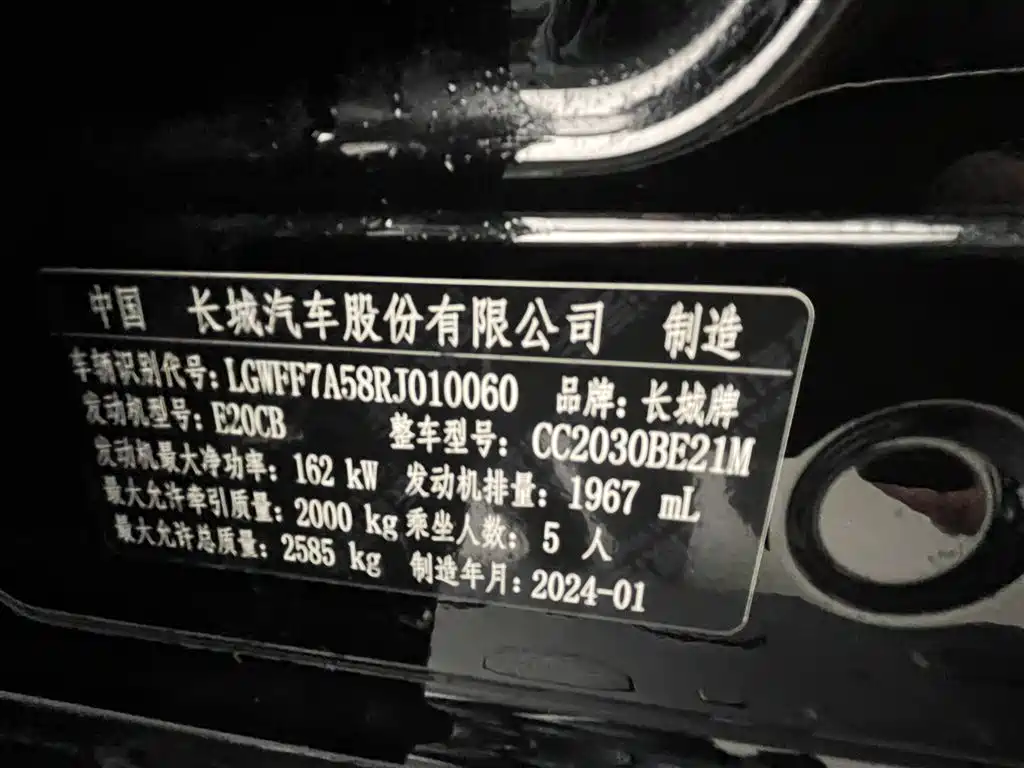 中国 长城汽车股份有限公司 制造
车辆识别代号: LGWFF7A58RJ010060 品牌: 长城牌
发动机型号: E20CB 整车型号: CC2030BE21M
发动机最大净功率: 162 kW 发动机排量: 1967 mL
最大允许牵引质量: 2000 kg 乘坐人数: 5 人
最大允许总质量: 2585 kg 制造年月: 2024-01